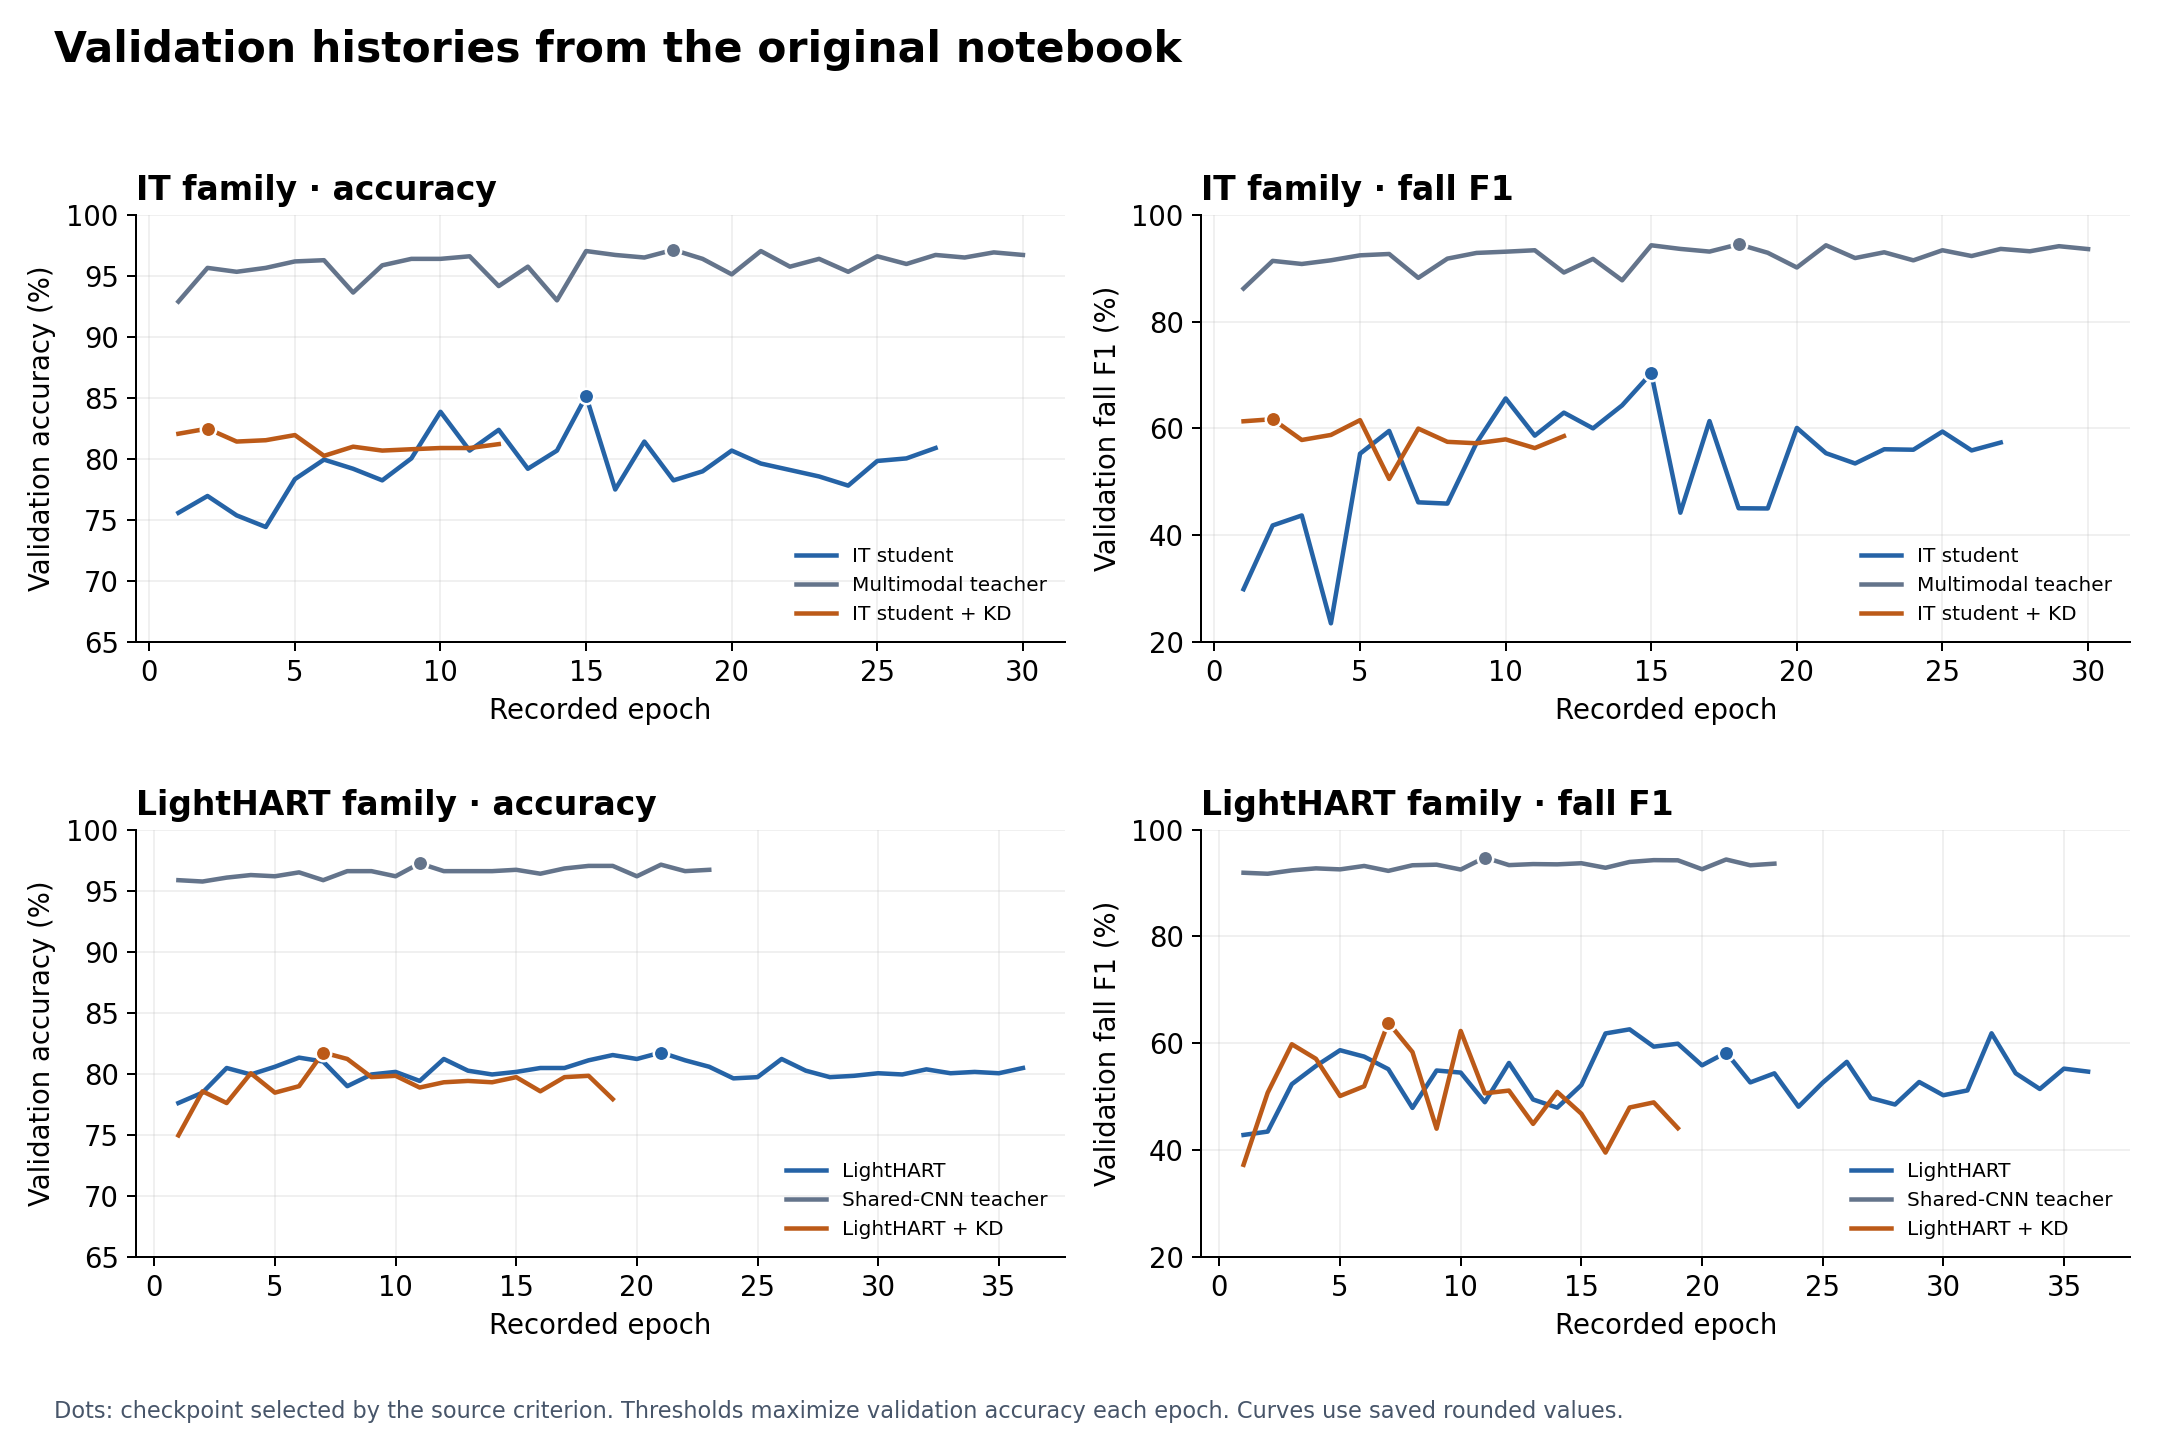 Validation histories from the original notebook
IT family · accuracy
Validation accuracy (%)
100
95
90
85
80
75
70
65
0 5 10 15 20 25 30
Recorded epoch
IT student
Multimodal teacher
IT student + KD
IT family · fall F1
Validation fall F1 (%)
100
80
60
40
20
0 5 10 15 20 25 30
Recorded epoch
IT student
Multimodal teacher
IT student + KD
LightHART family · accuracy
Validation accuracy (%)
100
95
90
85
80
75
70
65
0 5 10 15 20 25 30 35
Recorded epoch
LightHART
Shared-CNN teacher
LightHART + KD
LightHART family · fall F1
Validation fall F1 (%)
100
80
60
40
20
0 5 10 15 20 25 30 35
Recorded epoch
LightHART
Shared-CNN teacher
LightHART + KD
Dots: checkpoint selected by the source criterion. Thresholds maximize validation accuracy each epoch. Curves use saved rounded values.